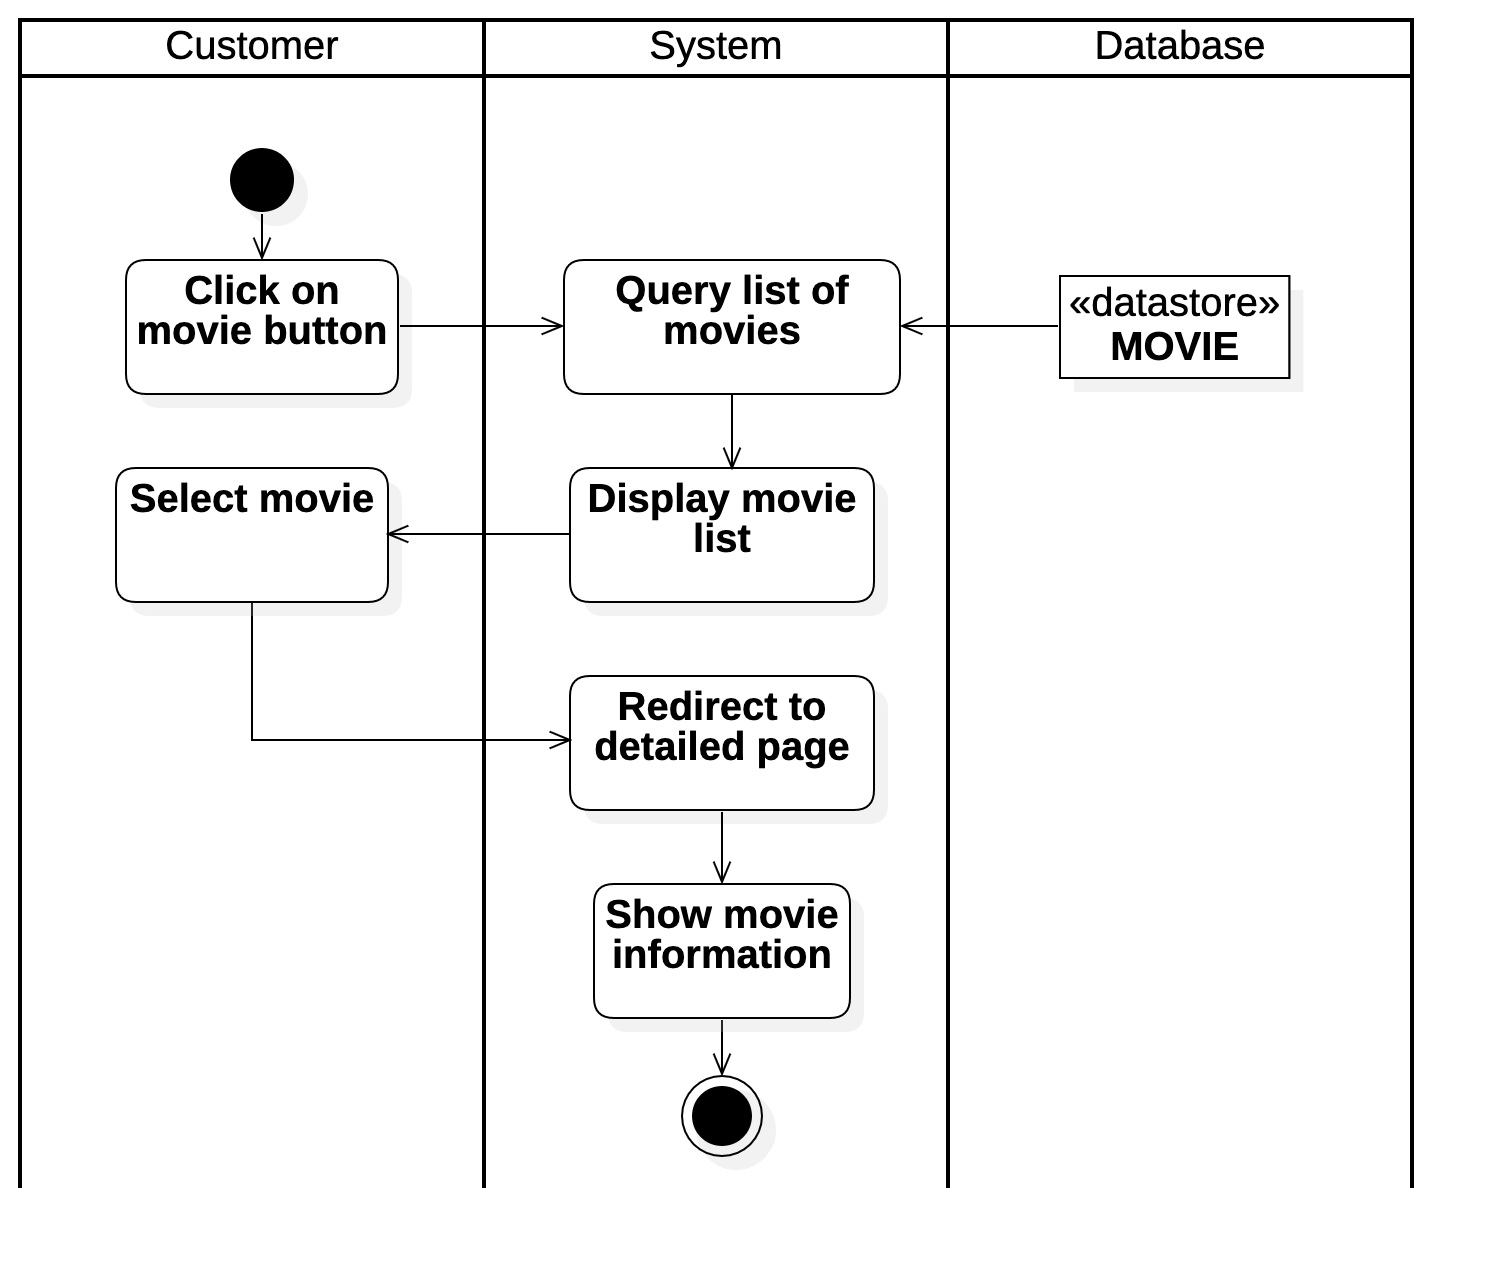 Customer
System
Database
Click on
movie button
Query list of
movies
«datastore»
MOVIE
Select movie
Display movie
list
Redirect to
detailed page
Show movie
information